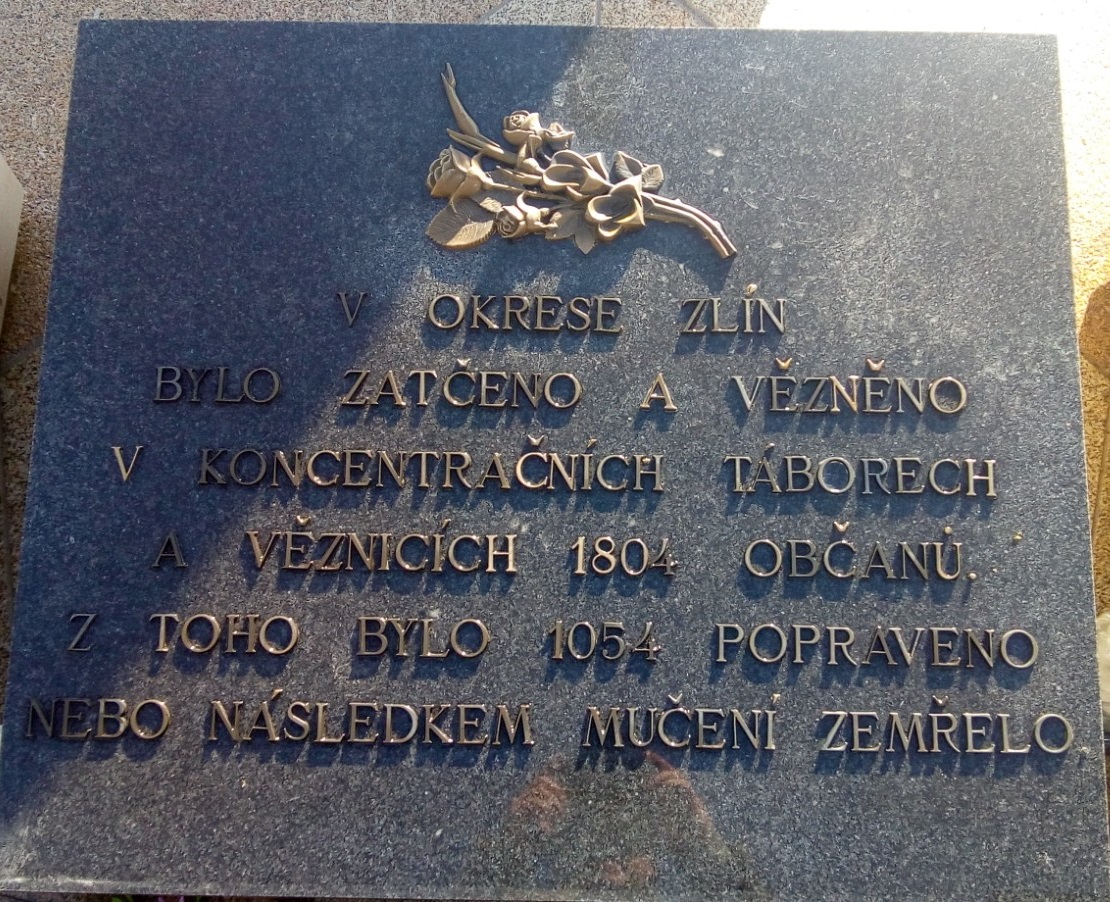 V OKRESE ZLÍN
BYLO ZATČENO A VĚZNĚNO
V KONCENTRAČNÍCH TÁBORECH
A VĚZNICÍCH 1804 OBČANŮ.
Z TOHO BYLO 1054 POPRAVENO
NEBO NÁSLEDKEM MUČENÍ ZEMŘELO